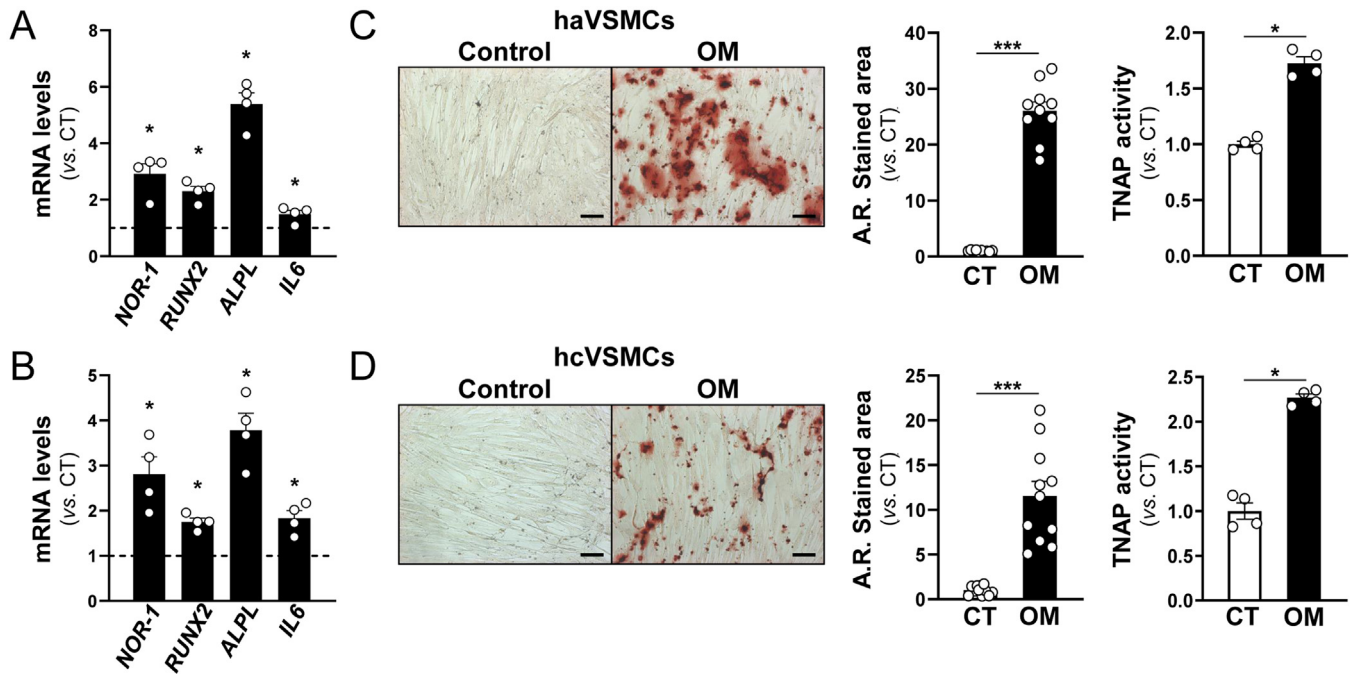 A
mRNA levels
(vs. CT)
8
6
4
2
0
*
*
*
*
NOR-1
RUNX2
ALPL
IL6
C
haVSMCs
Control
OM
A.R. Stained area
(vs. CT)
40
30
20
10
0
***
CT
OM
TNAP activity
(vs. CT)
2.0
1.5
1.0
0.5
0.0
*
CT
OM
B
mRNA levels
(vs. CT)
5
4
3
2
1
0
*
*
*
*
NOR-1
RUNX2
ALPL
IL6
D
hcVSMCs
Control
OM
A.R. Stained area
(vs. CT)
25
20
15
10
5
0
***
CT
OM
TNAP activity
(vs. CT)
2.5
2.0
1.5
1.0
0.5
0.0
*
CT
OM